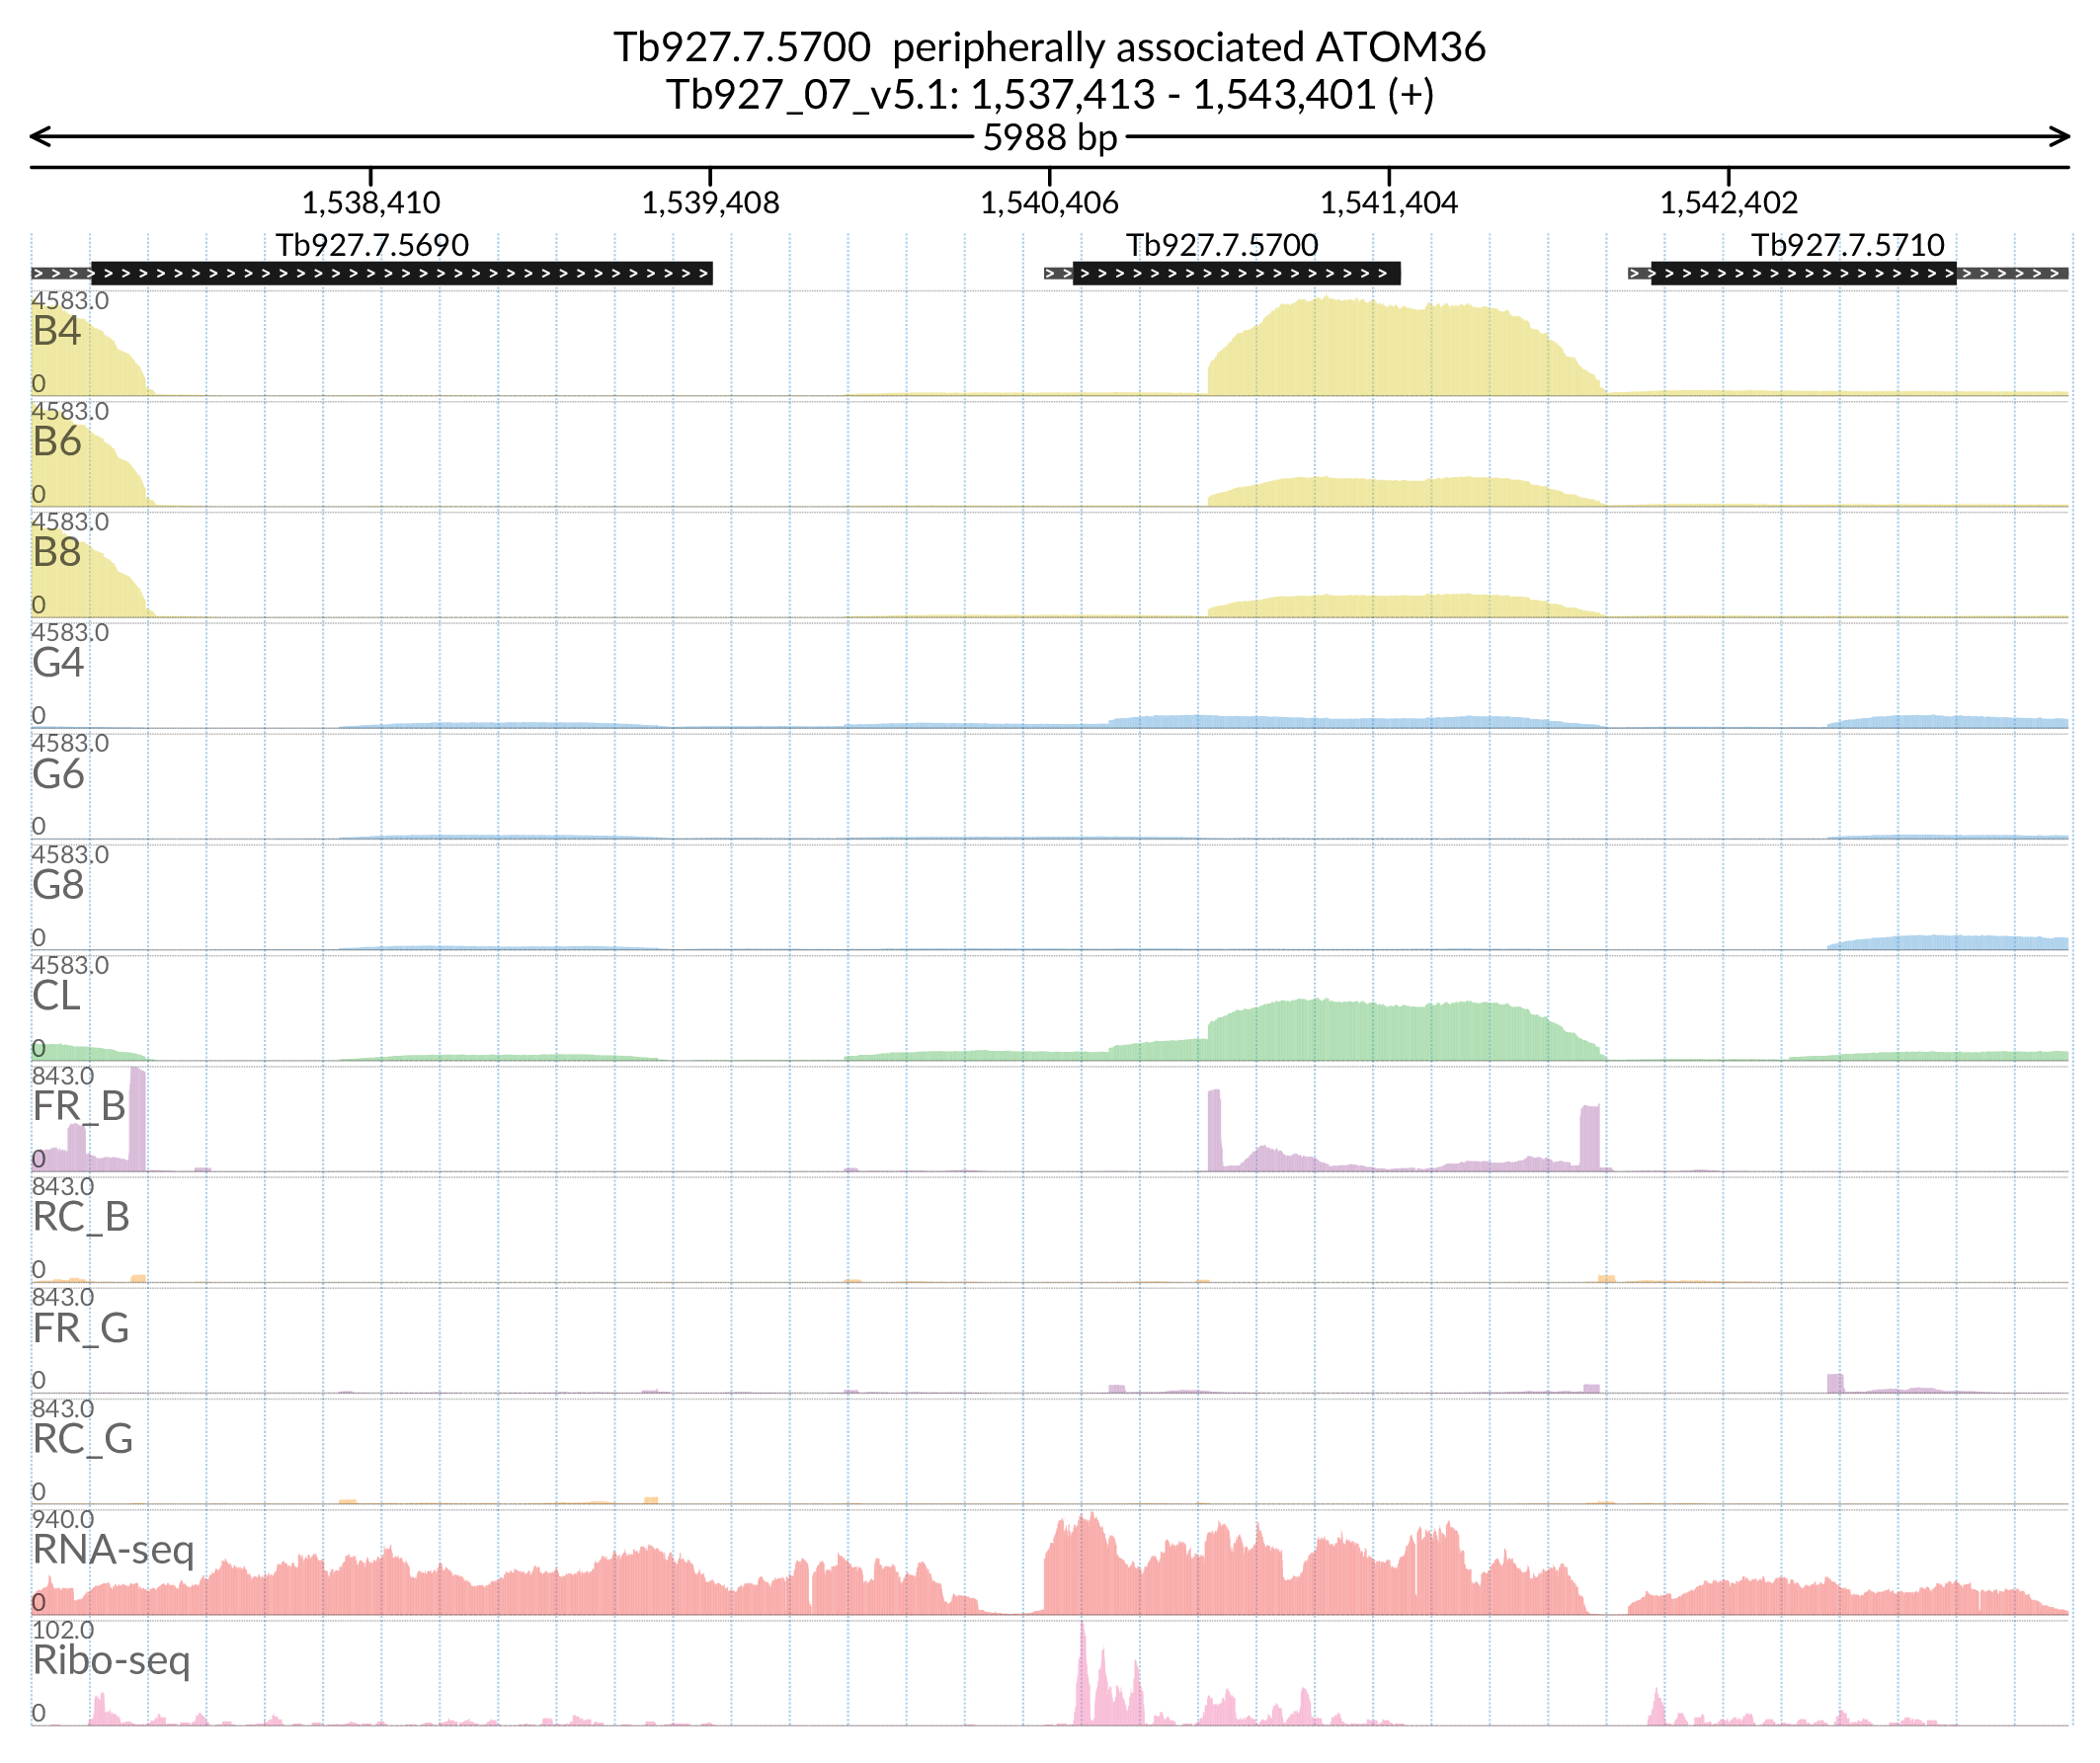 Tb927.7.5700 peripherally associated ATOM36
Tb927_07_v5.1: 1,537,413 - 1,543,401 (+)
5988 bp
1,538,410 1,539,408 1,540,406 1,541,404 1,542,402
Tb927.7.5690 Tb927.7.5700 Tb927.7.5710
4583.0
B4
0
4583.0
B6
0
4583.0
B8
0
4583.0
G4
0
4583.0
G6
0
4583.0
G8
0
4583.0
CL
0
843.0
FR_B
0
843.0
RC_B
0
843.0
FR_G
0
843.0
RC_G
0
940.0
RNA-seq
0
102.0
Ribo-seq
0